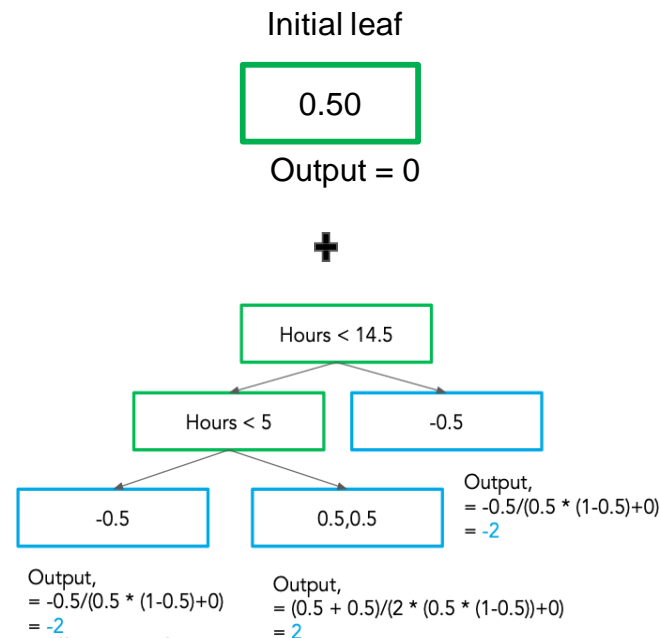 Initial leaf
0.50
Output = 0
Hours < 14.5
Hours < 5
-0.5
-0.5
0.5,0.5
Output,
= -0.5/(0.5 * (1-0.5)+0)
= -2
Output,
= -0.5/(0.5 * (1-0.5)+0)
= -2
Output,
= (0.5 + 0.5)/(2 * (0.5 * (1-0.5))+0)
= 2